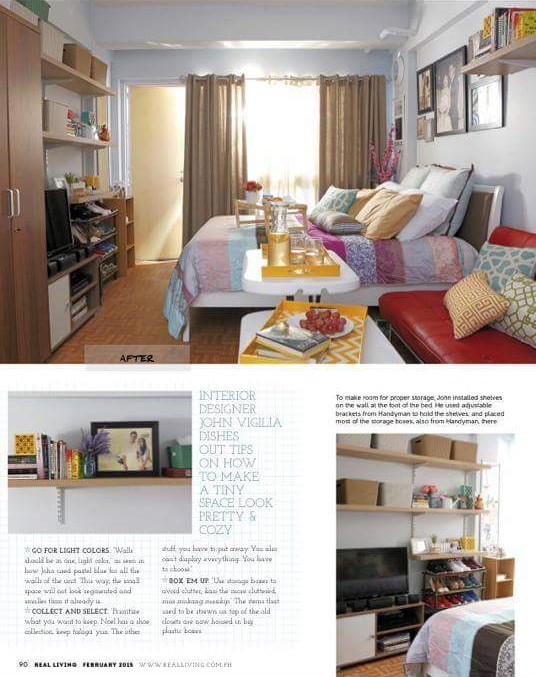 AFTER
INTERIOR
DESIGNER
JOHN VIGILIA
DISHES
OUT TIPS
ON HOW
TO MAKE
A TINY
SPACE LOOK
PRETTY &
COZY
To make room for proper storage, John installed shelves
on the wall at the foot of the bed. He used adjustable
brackets from Handyman to hold the shelves, and placed
most of the storage boxes, also from Handyman, there.
☆GO FOR LIGHT COLORS. "Walls
should be in one, light color," as seen in
how John used pastel blue for all the
walls of the unit. This way, the small
space will not look segmented and
smaller than it already is.
☆COLLECT AND SELECT. "Prioritize
what you want to keep. Noel has a shoe
collection, keep talaga 'yun. The other
stuff, you have to put away. You also
can't display everything. You have
to choose."
☆BOX 'EM UP. "Use storage boxes to
avoid clutter, kasi the more cluttered,
mas mukhang masikip." The items that
used to be strewn on top of the old
closets are now housed in big
plastic boxes.
90 REAL LIVING FEBRUARY 2015 WWW.REALLIVING.COM.PH